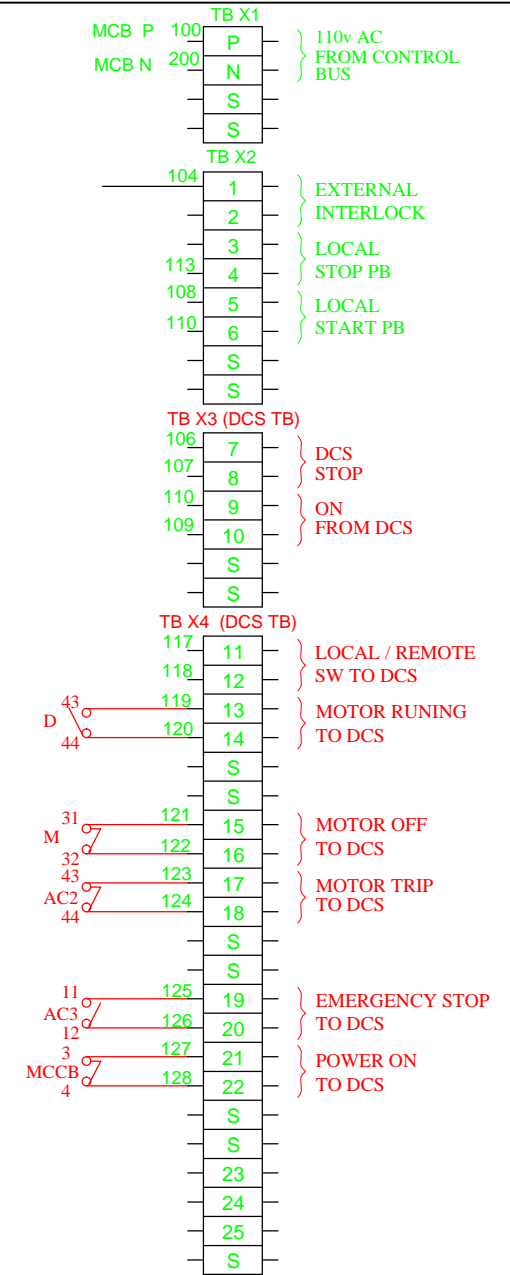 TB X1
MCB P 100 P 110v AC
FROM CONTROL
MCB N 200 N BUS
S
S
TB X2
104 1 EXTERNAL
2 INTERLOCK
3 LOCAL
113 4 STOP PB
108 5 LOCAL
110 6 START PB
S
S
TB X3 (DCS TB)
106 7 DCS
107 8 STOP
110 9 ON
109 10 FROM DCS
S
S
TB X4 (DCS TB)
117 11 LOCAL / REMOTE
118 12 SW TO DCS
43 119 13 MOTOR RUNING
D
44 120 14 TO DCS
S
S
31 121 15 MOTOR OFF
M
32 122 16 TO DCS
43 123 17 MOTOR TRIP
AC2
44 124 18 TO DCS
S
S
11 125 19 EMERGENCY STOP
AC3
12 126 20 TO DCS
3 127 21 POWER ON
MCCB
4 128 22 TO DCS
S
S
23
24
25
S